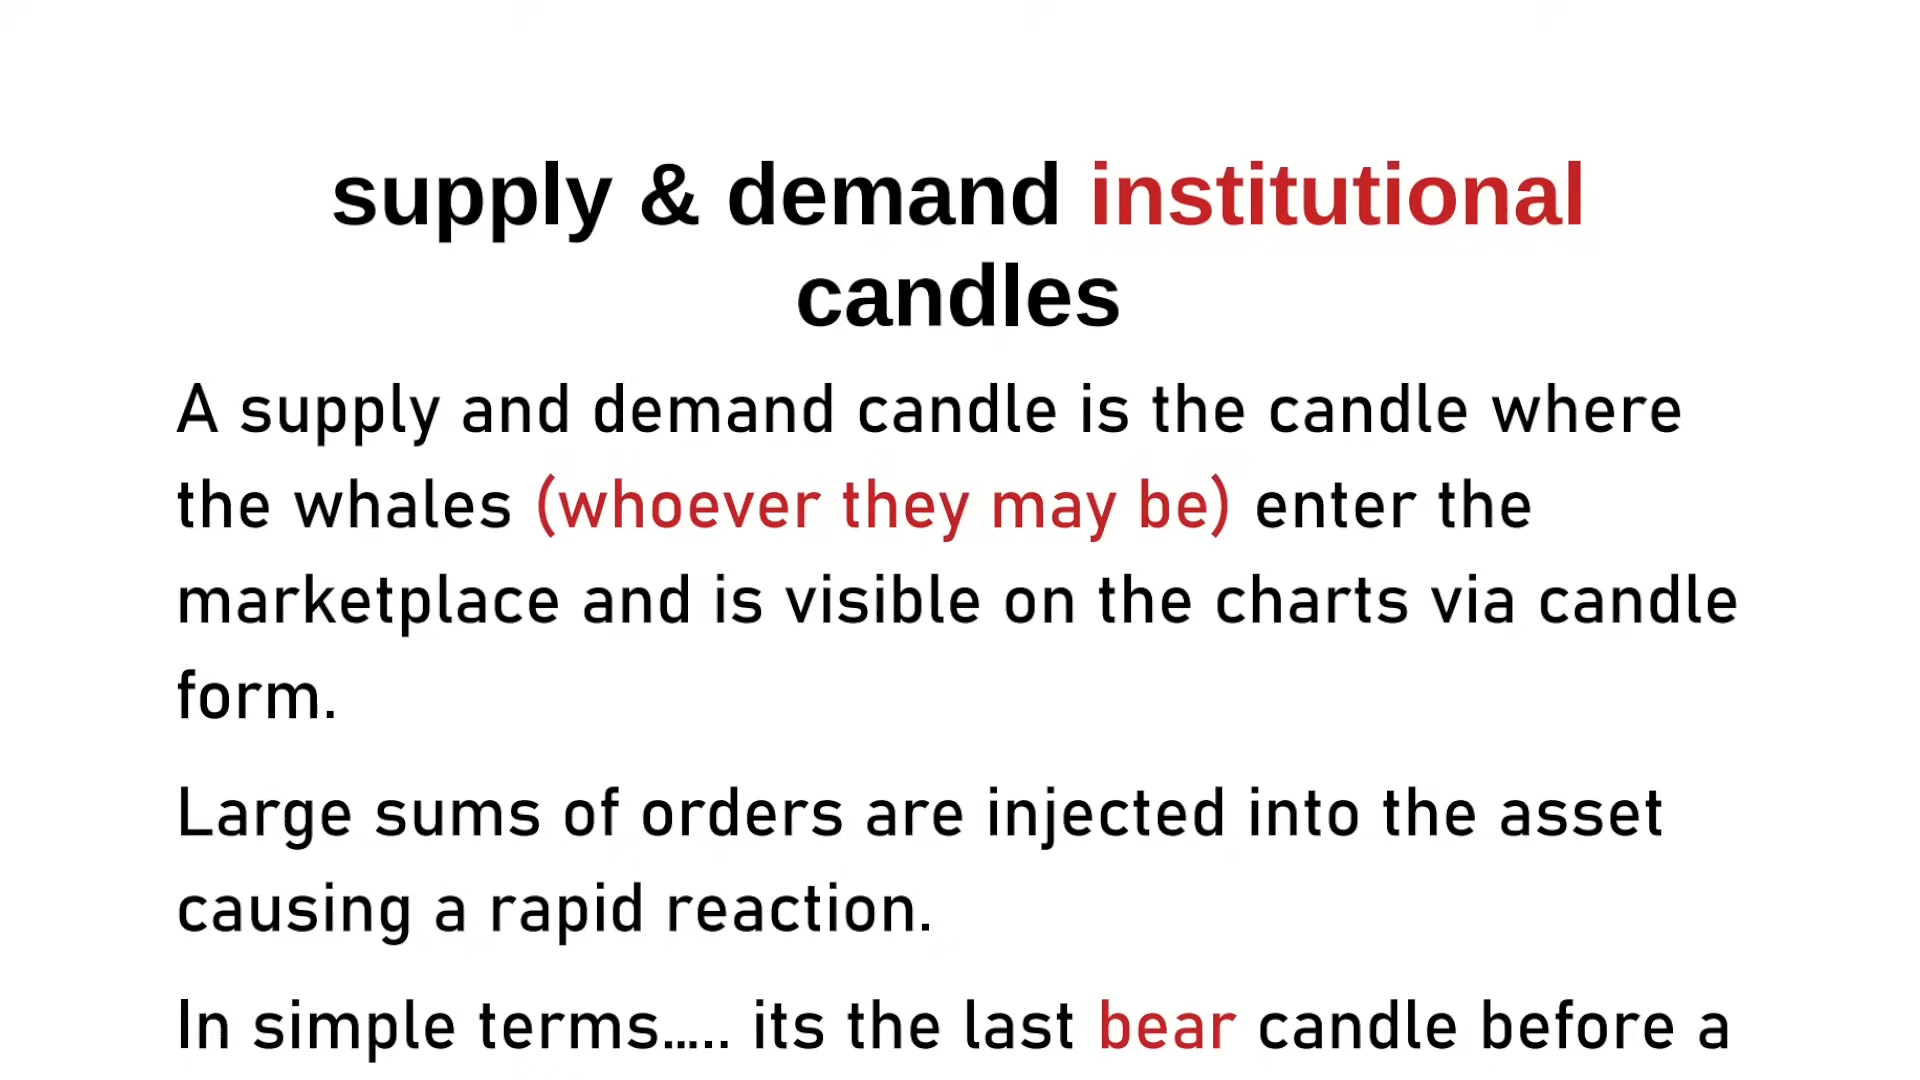 supply & demand institutional
candles
A supply and demand candle is the candle where
the whales (whoever they may be) enter the
marketplace and is visible on the charts via candle
form.
Large sums of orders are injected into the asset
causing a rapid reaction.
In simple terms..... its the last bear candle before a